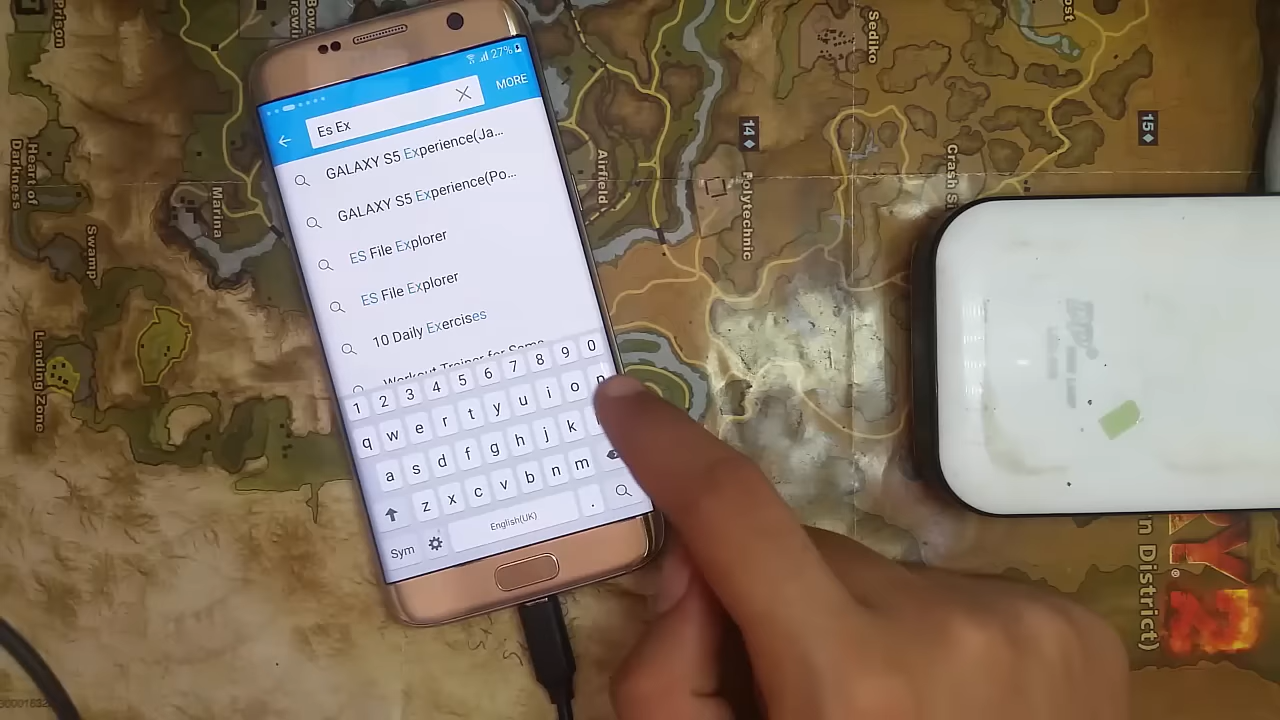 27%
Es Ex
MORE
GALAXY S5 Experience(Ja...
GALAXY S5 Experience(Po...
ES File Explorer
ES File Explorer
10 Daily Exercises
1 2 3 4 5 6 7 8 9 0
q w e r t y u i o p
a s d f g h j k l
z x c v b n m
Sym
English(UK)
.
Prison
Heart of
Darkness
Swamp
Marina
Landing Zone
Airfield
14
Polytechnic
Sediko
Crash Si
15
n District)